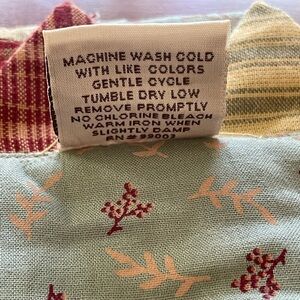 MACHINE WASH COLD
WITH LIKE COLORS
GENTLE CYCLE
TUMBLE DRY LOW
REMOVE PROMPTLY
NO CHLORINE BLEACH
WARM IRON WHEN
SLIGHTLY DAMP
RN# 99003